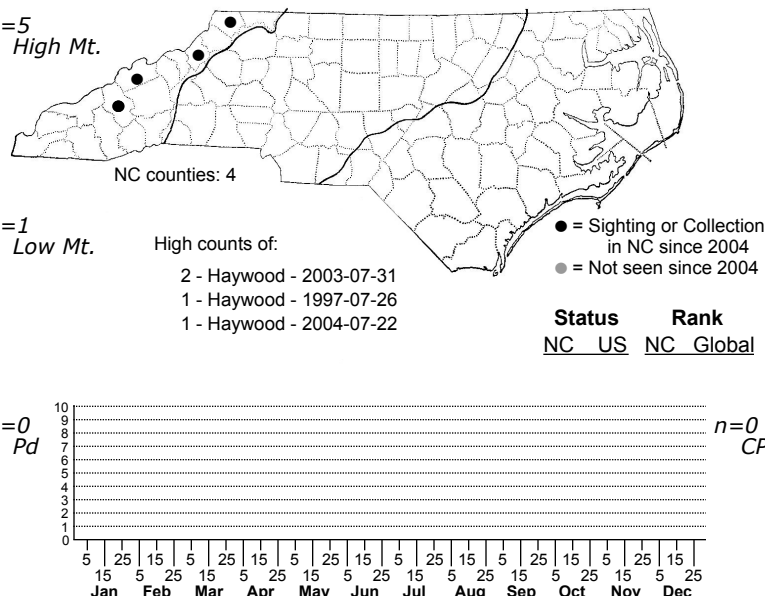 =5
High Mt.
NC counties: 4
=1
Low Mt.
High counts of:
2 - Haywood - 2003-07-31
1 - Haywood - 1997-07-26
1 - Haywood - 2004-07-22
● = Sighting or Collection
in NC since 2004
● = Not seen since 2004
Status Rank
NC US NC Global
=0
Pd
n=0
CP
10
9
8
7
6
5
4
3
2
1
0
5 25 15 5 25 15 5 25 15 5 25 15 5 25 15 5 25 15
15 5 25 15 5 25 15 5 25 15 5 25 15 5 25 15 5 25
Jan Feb Mar Apr May Jun Jul Aug Sep Oct Nov Dec